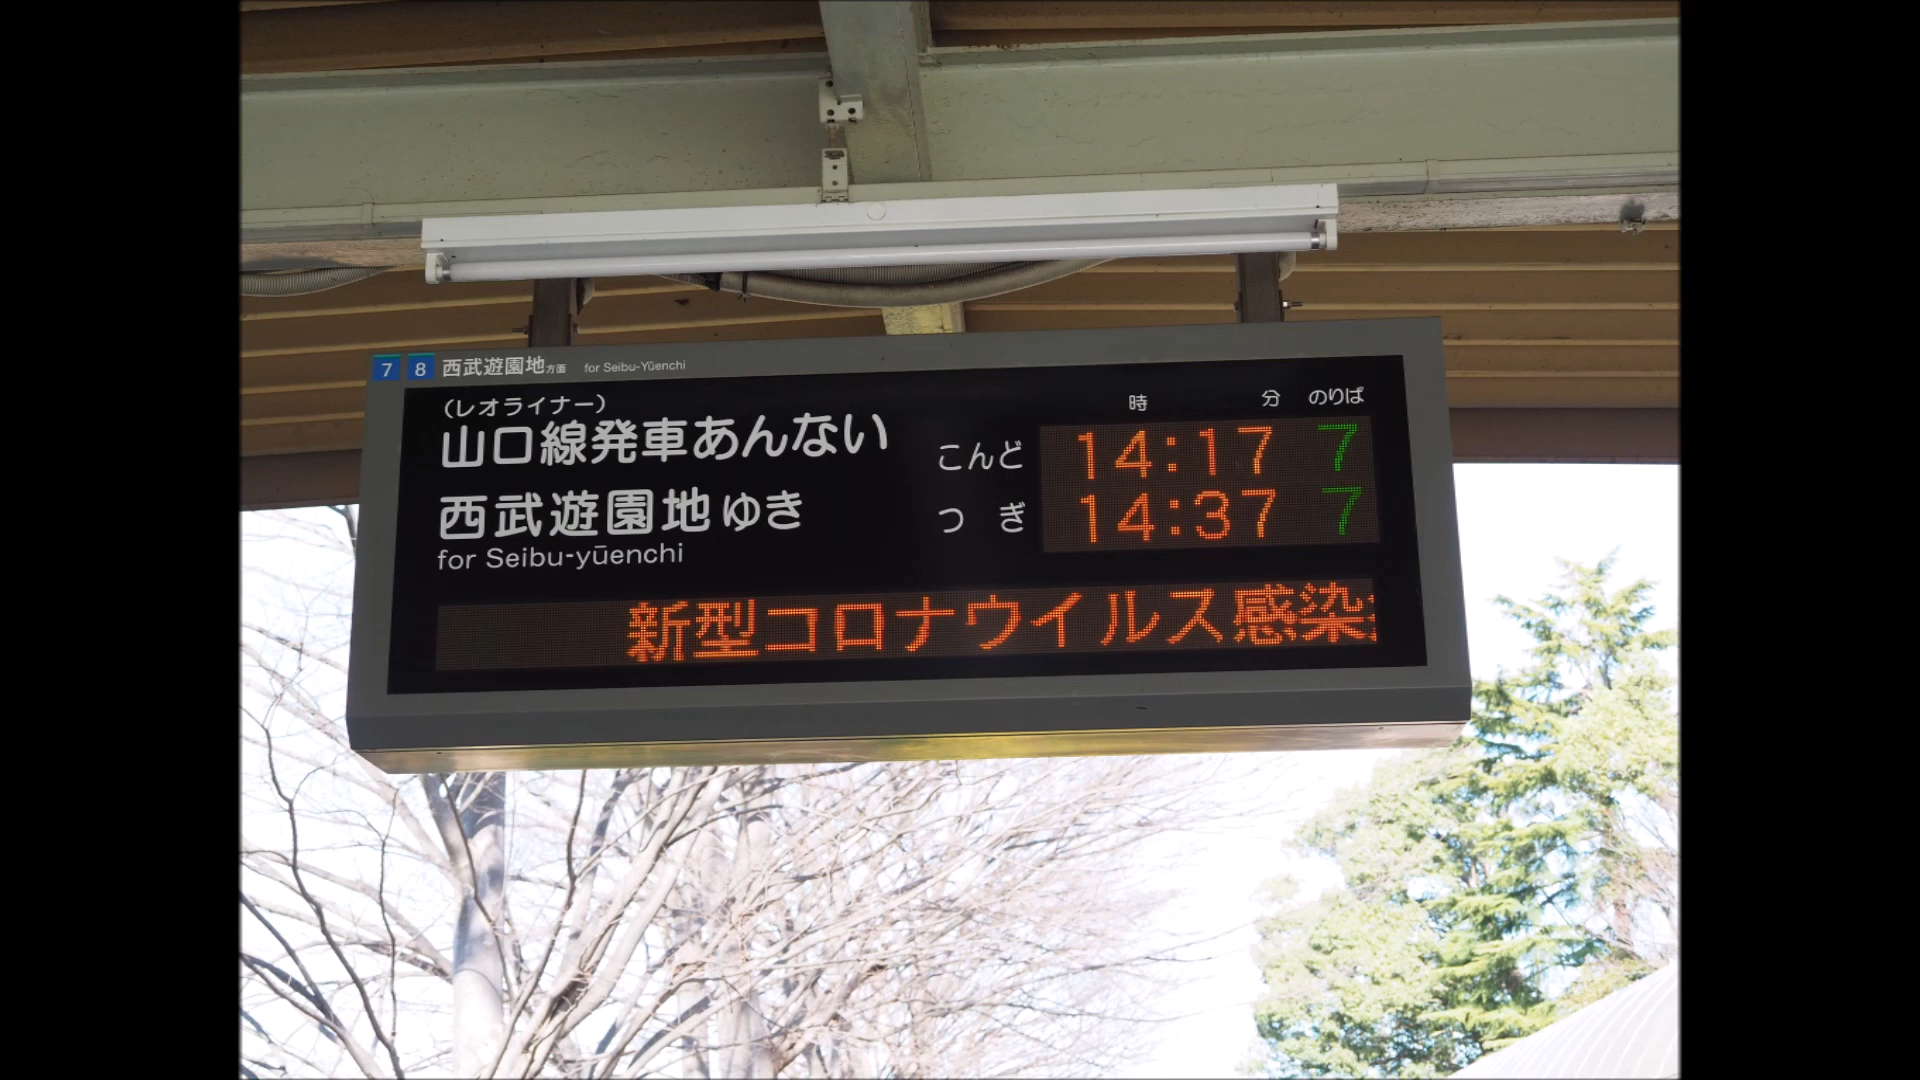 7 8 西武遊園地方面 for Seibu-Yūenchi
（レオライナー）
山口線発車あんない
西武遊園地ゆき
for Seibu-yūenchi
時 分 のりば
こんど 14:17 7
つぎ 14:37 7
新型コロナウイルス感染